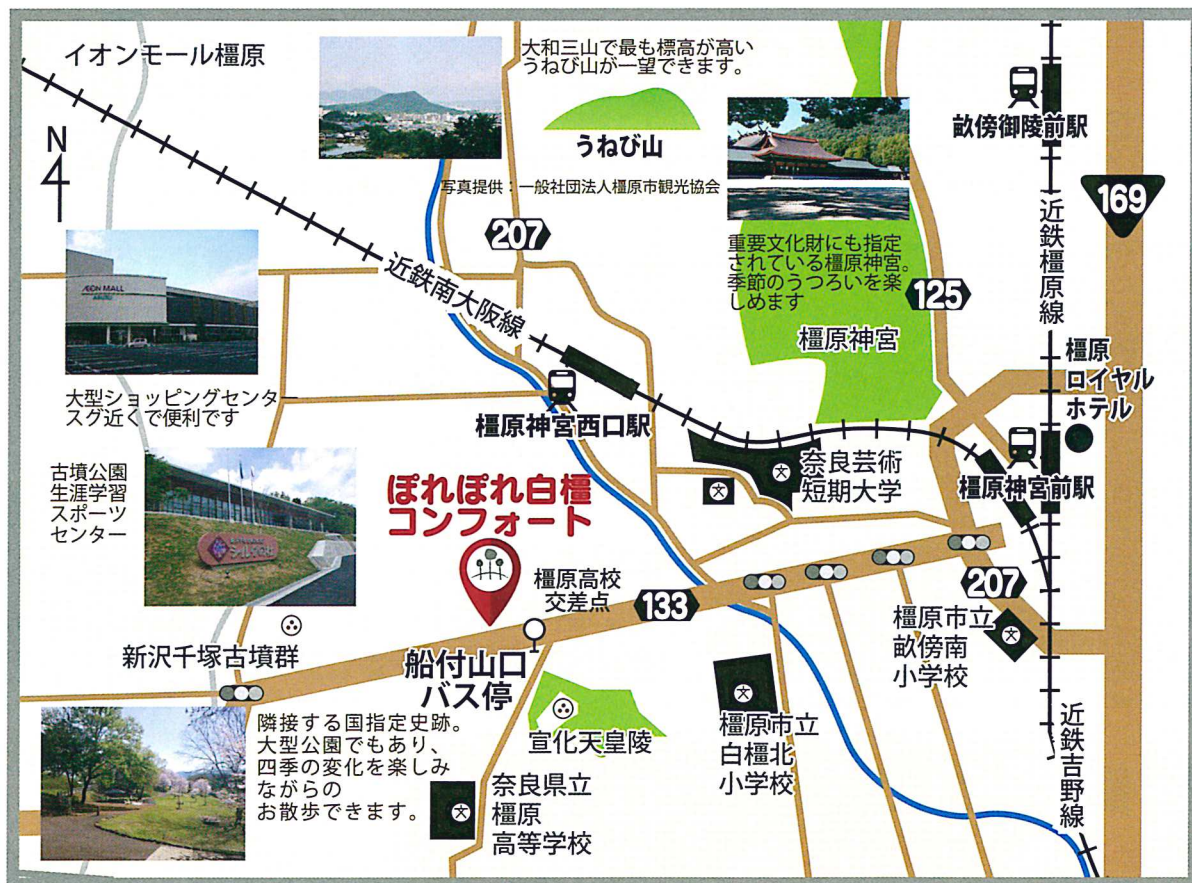 イオンモール橿原
大和三山で最も標高が高い
うねび山が一望できます。
うねび山
写真提供：一般社団法人橿原市観光協会
畝傍御陵前駅
N
169
207
近鉄南大阪線
近鉄橿原線
重要文化財にも指定
されている橿原神宮。
季節のうつろいを楽
しめます
125
橿原神宮
ÆON MALL
大型ショッピングセンター
スグ近くで便利です
橿原
ロイヤル
ホテル
橿原神宮西口駅
橿原神宮前駅
奈良芸術
短期大学
文
文
古墳公園
生涯学習
スポーツ
センター
シルクの杜
ぽれぽれ白橿
コンフォート
橿原高校
交差点
133
207
橿原市立
畝傍南
小学校
文
新沢千塚古墳群
船付山口
バス停
宣化天皇陵
橿原市立
白橿北
小学校
文
近鉄吉野線
隣接する国指定史跡。
大型公園でもあり、
四季の変化を楽しみ
ながらの
お散歩できます。
奈良県立
橿原
高等学校
文